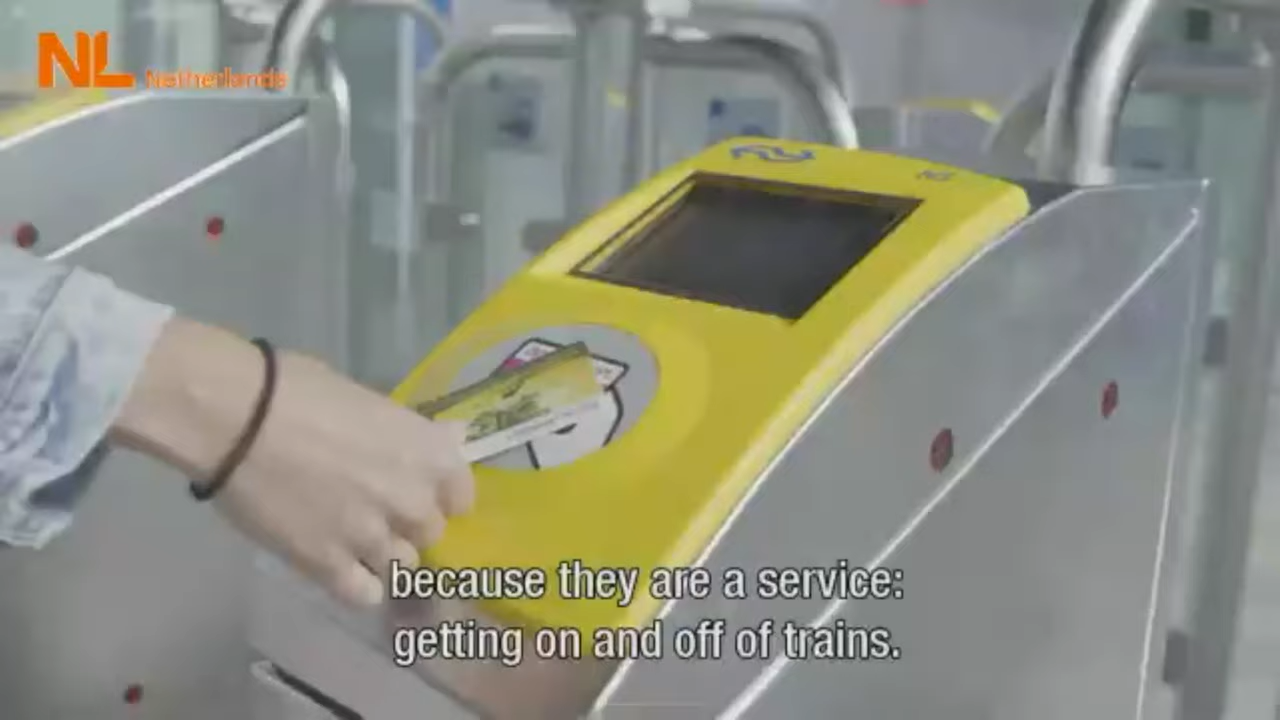 NL Netherlands
because they are a service:
getting on and off of trains.